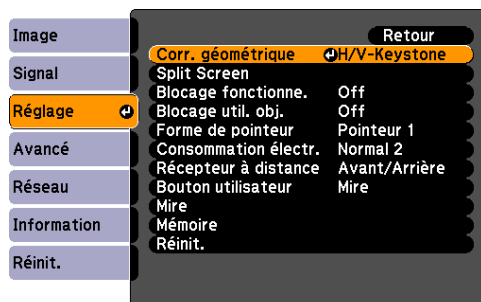 Image
Signal
Réglage
Avancé
Réseau
Information
Réinit.
Retour
Corr. géométrique H/V-Keystone
Split Screen
Blocage fonctionne. Off
Blocage util. obj. Off
Forme de pointeur Pointeur 1
Consommation électr. Normal 2
Récepteur à distance Avant/Arrière
Bouton utilisateur Mire
Mire
Mémoire
Réinit.